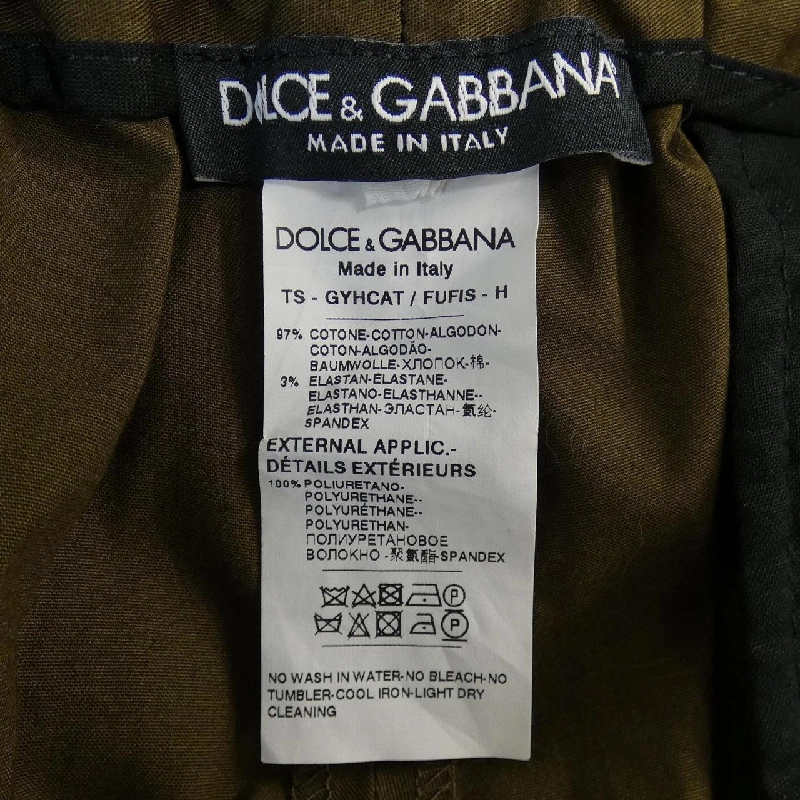 DOLCE & GABBANA
MADE IN ITALY
DOLCE & GABBANA
Made in Italy
TS - GYHCAT / FUFIS - H
97% COTONE-COTTON-ALGODON-
COTON-ALGODÃO-
BAUMWOLLE-ХЛОПОК-棉-
3% ELASTAN-ÉLASTANE-
ELASTANO-ELASTHANNE--
ELASTHAN-ЭЛАСТАН-氨纶-
SPANDEX
EXTERNAL APPLIC.-
DÉTAILS EXTÉRIEURS
100% POLIURETANO-
POLYURETHANE--
POLYURÉTHANE--
POLYURETHAN-
ПОЛИУРЕТАНОВОЕ
ВОЛОКНО -聚氨酯-SPANDEX
P
P
NO WASH IN WATER-NO BLEACH-NO
TUMBLER-COOL IRON-LIGHT DRY
CLEANING